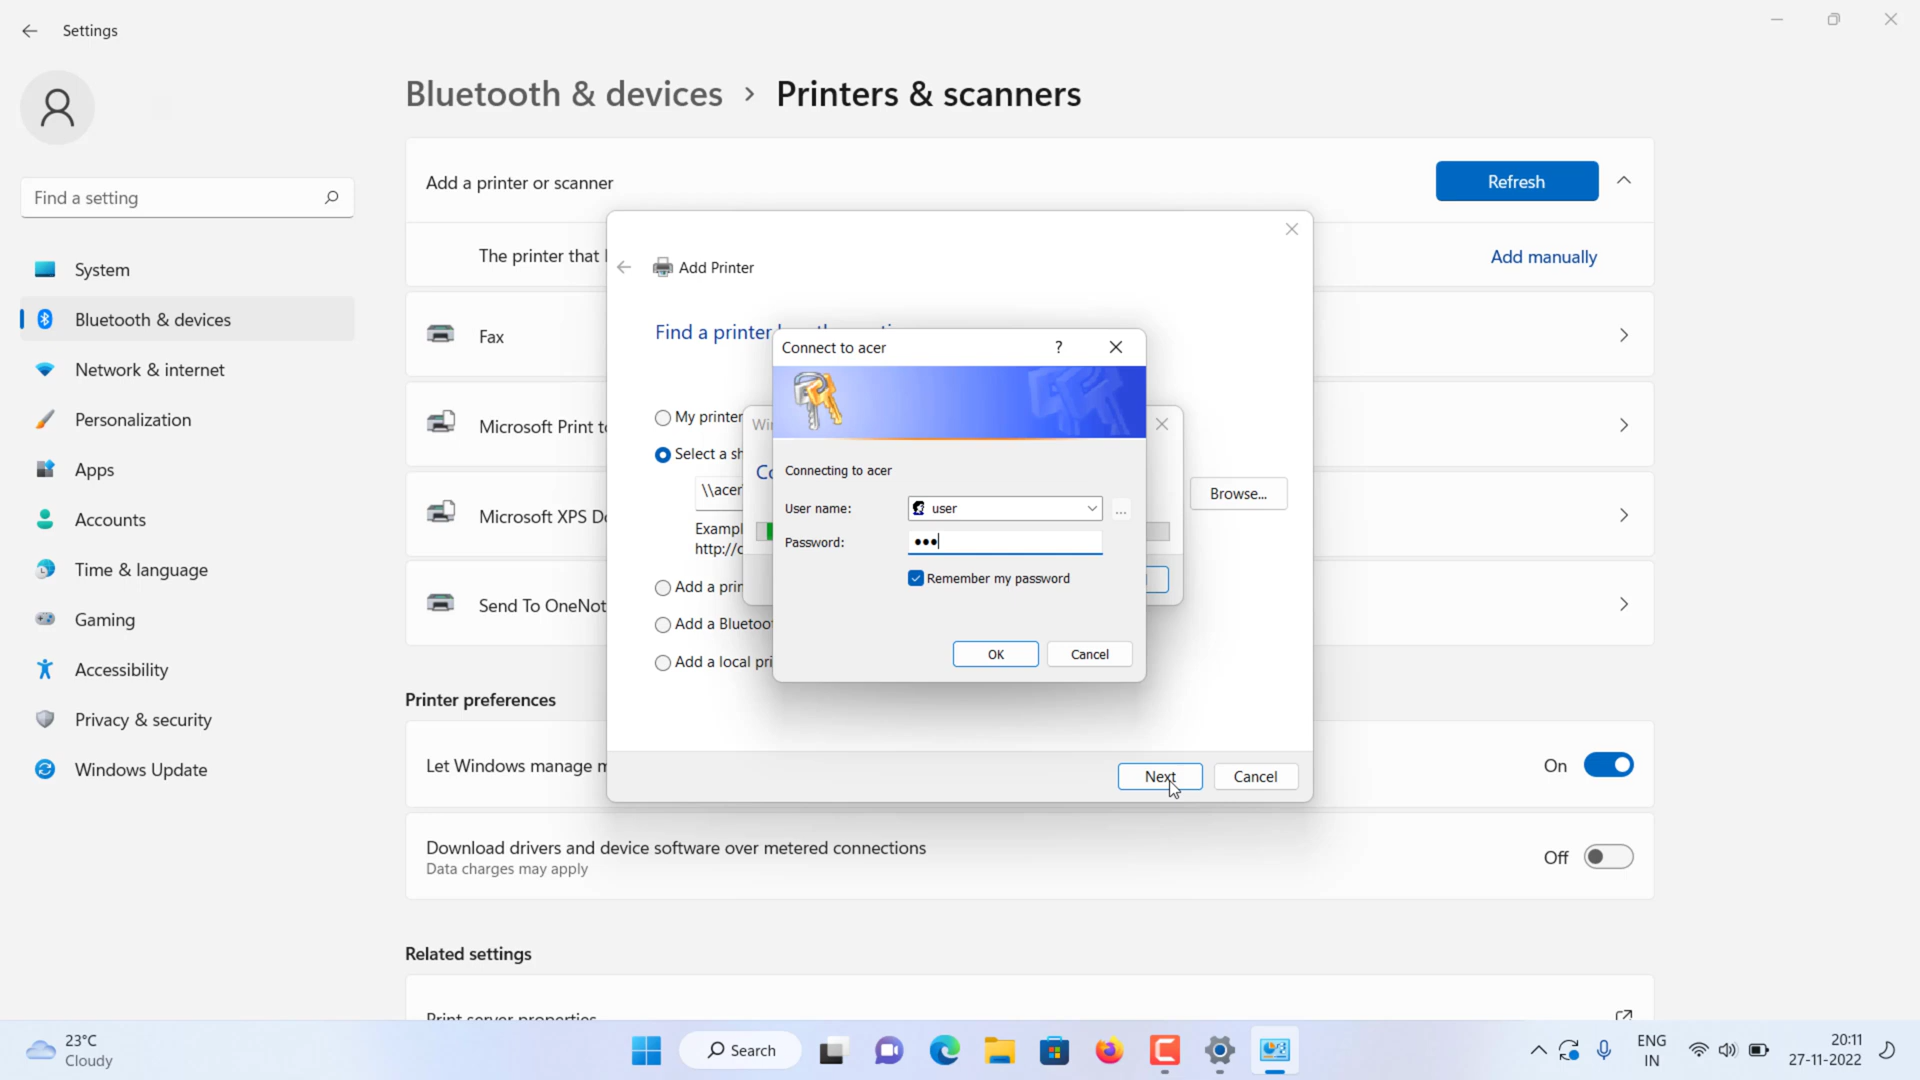 Settings
Bluetooth & devices > Printers & scanners
Find a setting
System
Bluetooth & devices
Network & internet
Personalization
Apps
Accounts
Time & language
Gaming
Accessibility
Privacy & security
Windows Update
Add a printer or scanner
Refresh
The printer that
Add manually
Fax
Microsoft Print
Microsoft XPS
Send To OneNot
Printer preferences
Let Windows manage
On
Download drivers and device software over metered connections
Data charges may apply
Off
Related settings
Print server properties
Add Printer
Find a printer
My printer
Select a sh
\\acer
Browse...
Exampl
http://
Add a prin
Add a Bluetoo
Add a local pri
Next
Cancel
Connect to acer
?
Connecting to acer
User name:
user
...
Password:
•••
Remember my password
OK
Cancel
23°C
Cloudy
Search
ENG
IN
20:11
27-11-2022